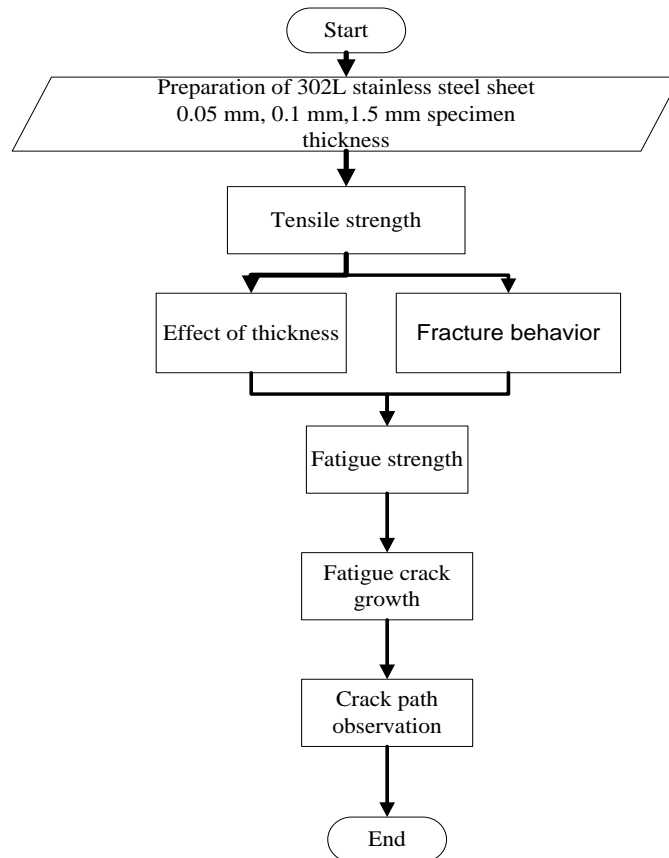 Start
Preparation of 302L stainless steel sheet
0.05 mm, 0.1 mm,1.5 mm specimen
thickness
Tensile strength
Effect of thickness
Fracture behavior
Fatigue strength
Fatigue crack
growth
Crack path
observation
End